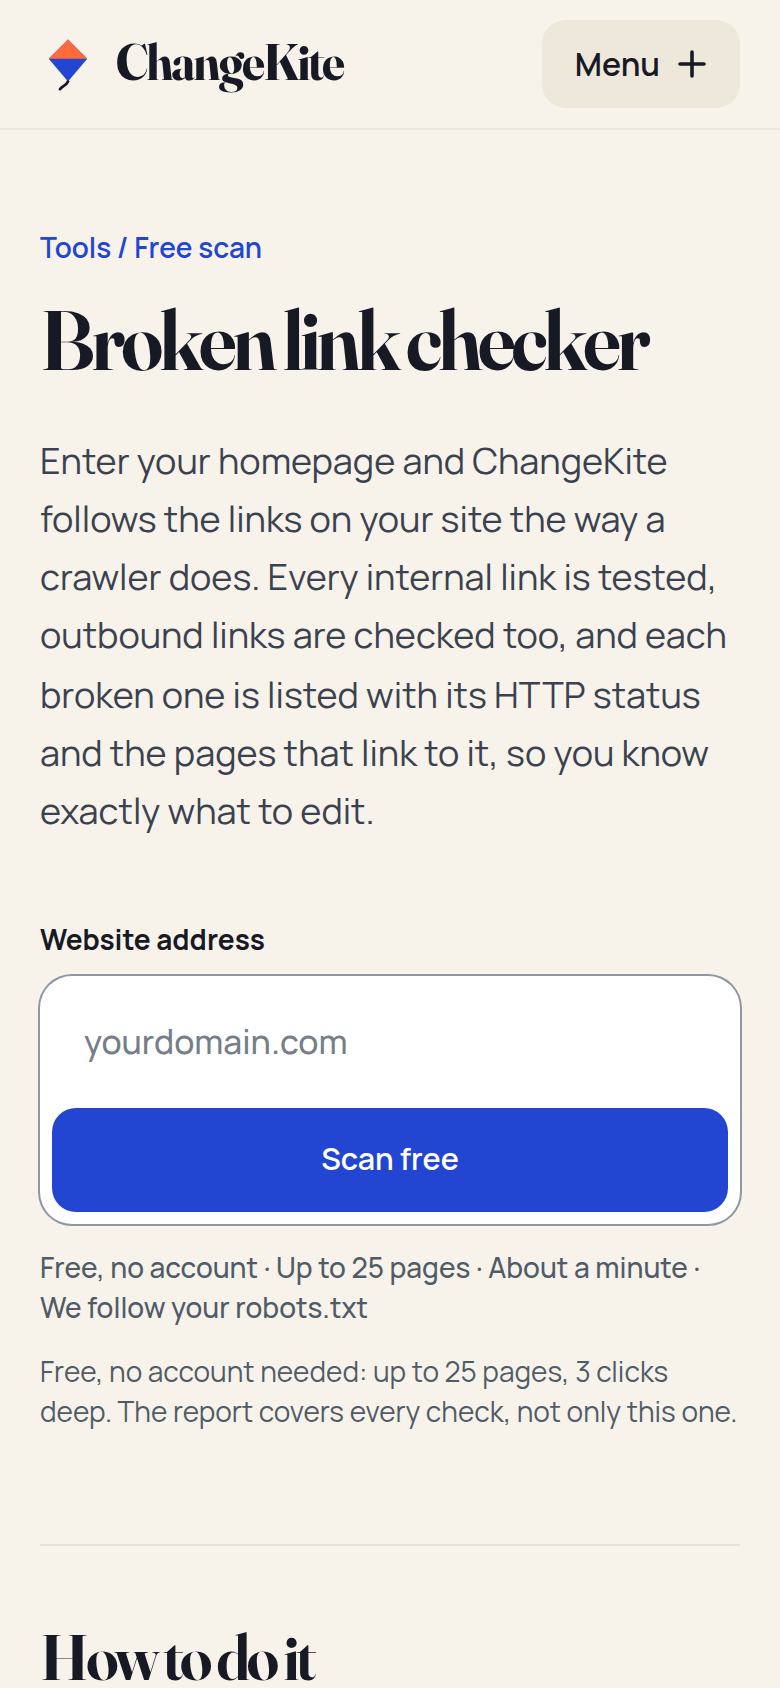 ChangeKite
Menu
Tools / Free scan
Broken link checker
Enter your homepage and ChangeKite
follows the links on your site the way a
crawler does. Every internal link is tested,
outbound links are checked too, and each
broken one is listed with its HTTP status
and the pages that link to it, so you know
exactly what to edit.
Website address
yourdomain.com
Scan free
Free, no account · Up to 25 pages · About a minute ·
We follow your robots.txt
Free, no account needed: up to 25 pages, 3 clicks
deep. The report covers every check, not only this one.
How to do it